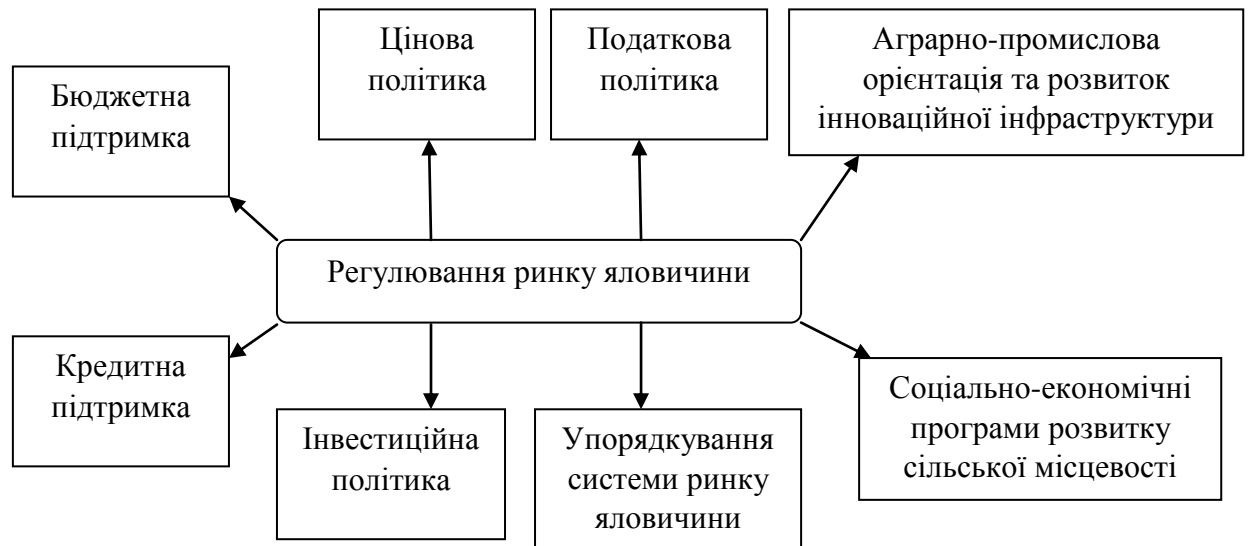 Бюджетна
підтримка
Цінова
політика
Податкова
політика
Аграрно-промислова
орієнтація та розвиток
інноваційної інфраструктури
Регулювання ринку яловичини
Кредитна
підтримка
Інвестиційна
політика
Упорядкування
системи ринку
яловичини
Соціально-економічні
програми розвитку
сільської місцевості